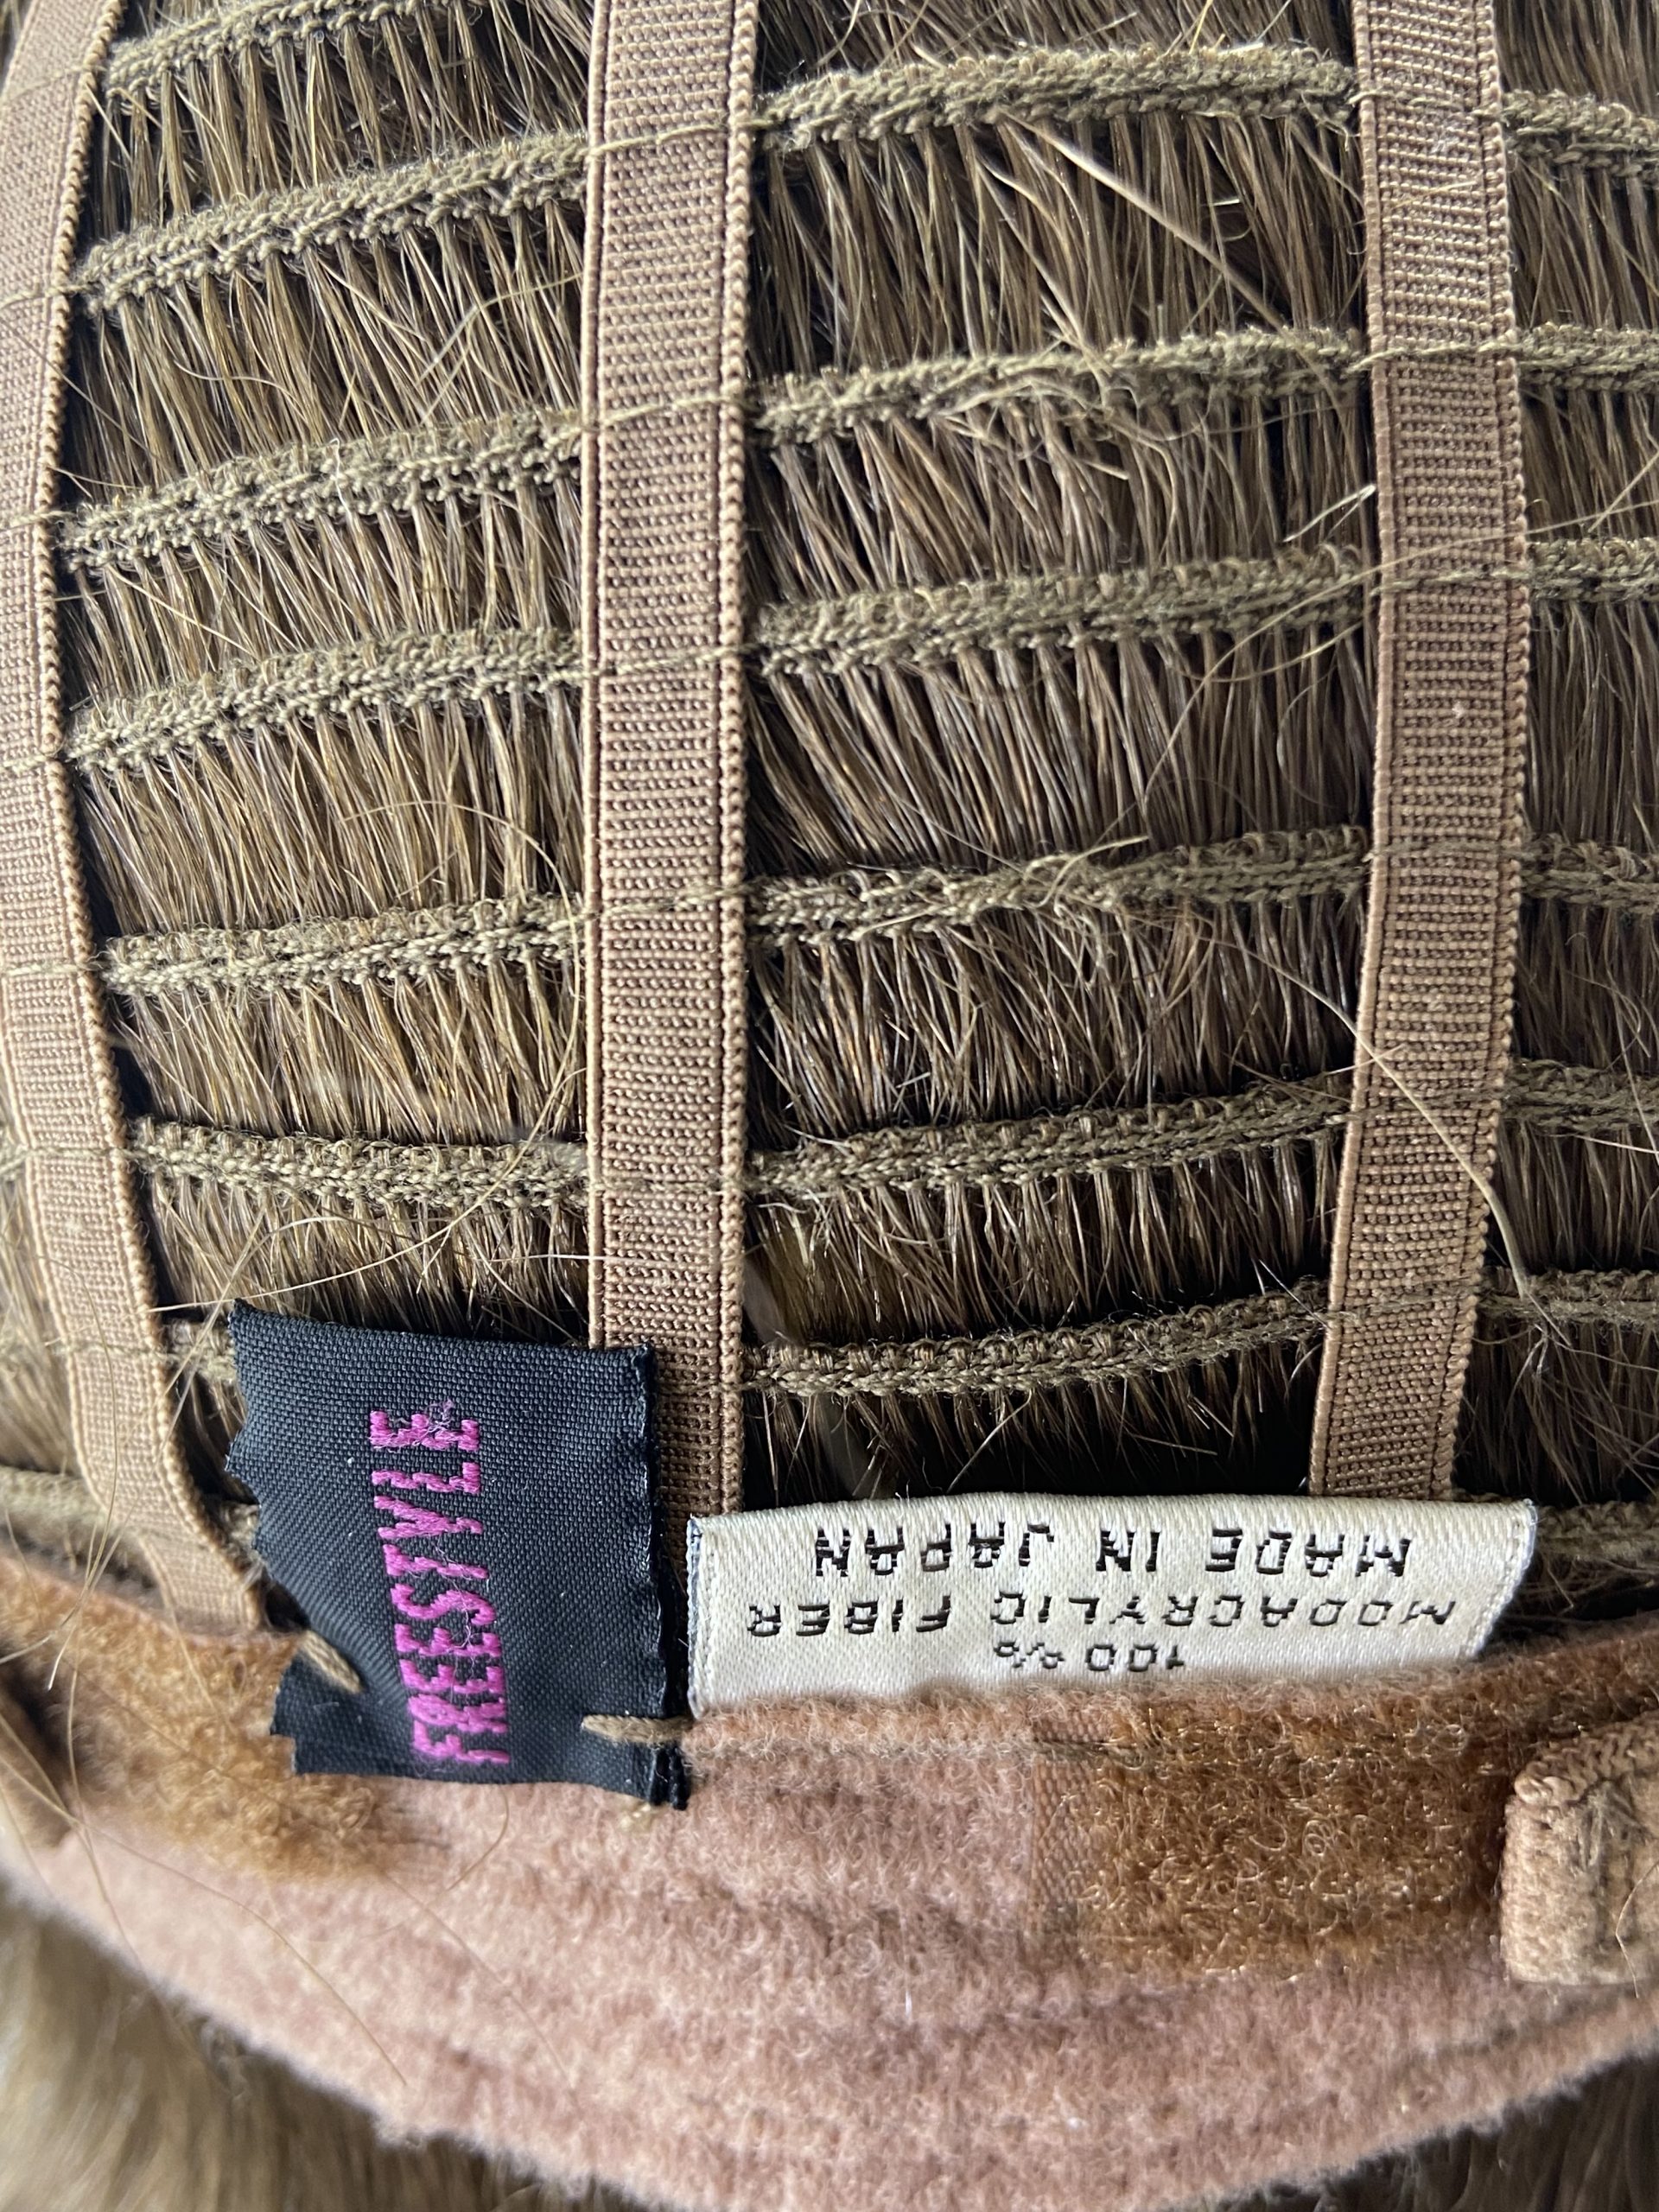 FREESTYLE
100%
MODACRYLIC FIBER
MADE IN JAPAN